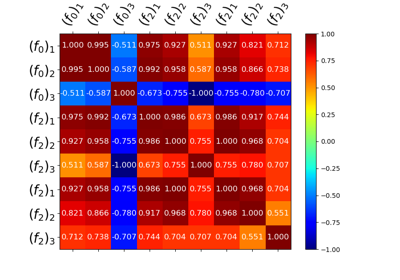 (f₀)₁ (f₀)₂ (f₀)₃ (f₂)₁ (f₂)₂ (f₂)₃ (f₂)₁ (f₂)₂ (f₂)₃
(f₀)₁ 1.000 0.995 -0.511 0.975 0.927 0.511 0.927 0.821 0.712
(f₀)₂ 0.995 1.000 -0.587 0.992 0.958 0.587 0.958 0.866 0.738
(f₀)₃ -0.511 -0.587 1.000 -0.673 -0.755 -1.000 -0.755 -0.780 -0.707
(f₂)₁ 0.975 0.992 -0.673 1.000 0.986 0.673 0.986 0.917 0.744
(f₂)₂ 0.927 0.958 -0.755 0.986 1.000 0.755 1.000 0.968 0.704
(f₂)₃ 0.511 0.587 -1.000 0.673 0.755 1.000 0.755 0.780 0.707
(f₂)₁ 0.927 0.958 -0.755 0.986 1.000 0.755 1.000 0.968 0.704
(f₂)₂ 0.821 0.866 -0.780 0.917 0.968 0.780 0.968 1.000 0.551
(f₂)₃ 0.712 0.738 -0.707 0.744 0.704 0.707 0.704 0.551 1.000
1.00
0.75
0.50
0.25
0.00
−0.25
−0.50
−0.75
−1.00